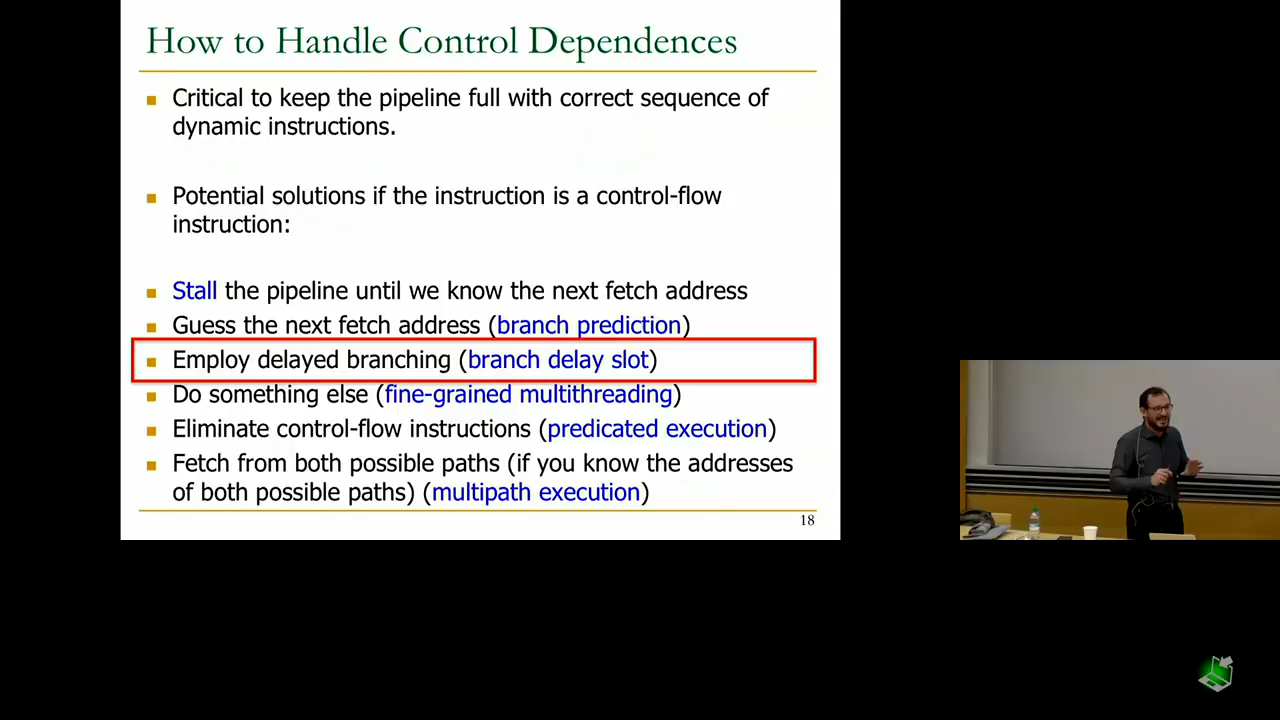 How to Handle Control Dependences
Critical to keep the pipeline full with correct sequence of
dynamic instructions.
Potential solutions if the instruction is a control-flow
instruction:
Stall the pipeline until we know the next fetch address
Guess the next fetch address (branch prediction)
Employ delayed branching (branch delay slot)
Do something else (fine-grained multithreading)
Eliminate control-flow instructions (predicated execution)
Fetch from both possible paths (if you know the addresses
of both possible paths) (multipath execution)
18